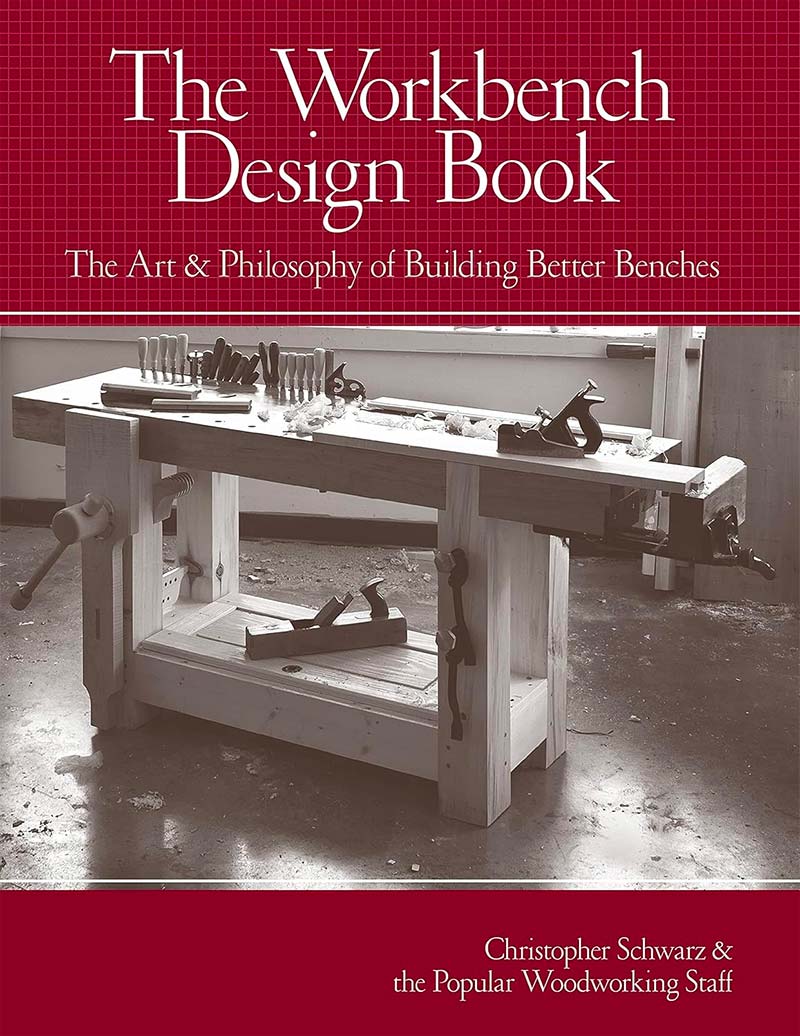 The Workbench
Design Book
The Art & Philosophy of Building Better Benches
Christopher Schwarz &
the Popular Woodworking Staff